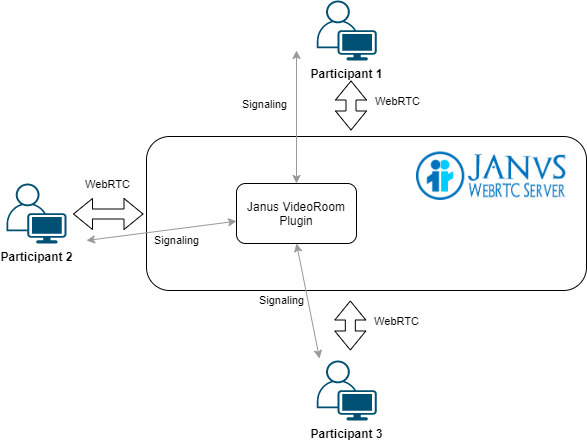 Participant 1
Signaling
WebRTC
JANVS
WEBRTC SERVER
WebRTC
Janus VideoRoom
Plugin
Signaling
Participant 2
Signaling
WebRTC
Participant 3